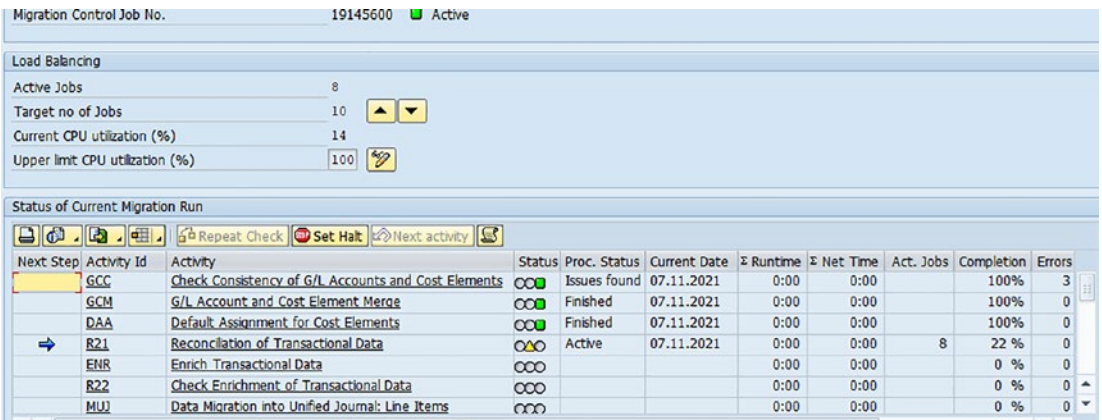 Migration Control Job No. 19145600 Active
Load Balancing
Active Jobs 8
Target no of Jobs 10
Current CPU utilization (%) 14
Upper limit CPU utilization (%) 100
Status of Current Migration Run
Repeat Check STOP Set Halt Next activity
Next Step Activity Id Activity Status Proc. Status Current Date Σ Runtime Σ Net Time Act. Jobs Completion Errors
GCC Check Consistency of G/L Accounts and Cost Elements Issues found 07.11.2021 0:00 0:00 100% 3
GCM G/L Account and Cost Element Merge Finished 07.11.2021 0:00 0:00 100% 0
DAA Default Assignment for Cost Elements Finished 07.11.2021 0:00 0:00 100% 0
R21 Reconciliation of Transactional Data Active 07.11.2021 0:00 0:00 8 22 % 0
ENR Enrich Transactional Data 0:00 0:00 0 % 0
R22 Check Enrichment of Transactional Data 0:00 0:00 0 % 0
MUJ Data Migration into Unified Journal: Line Items 0:00 0:00 0 % 0